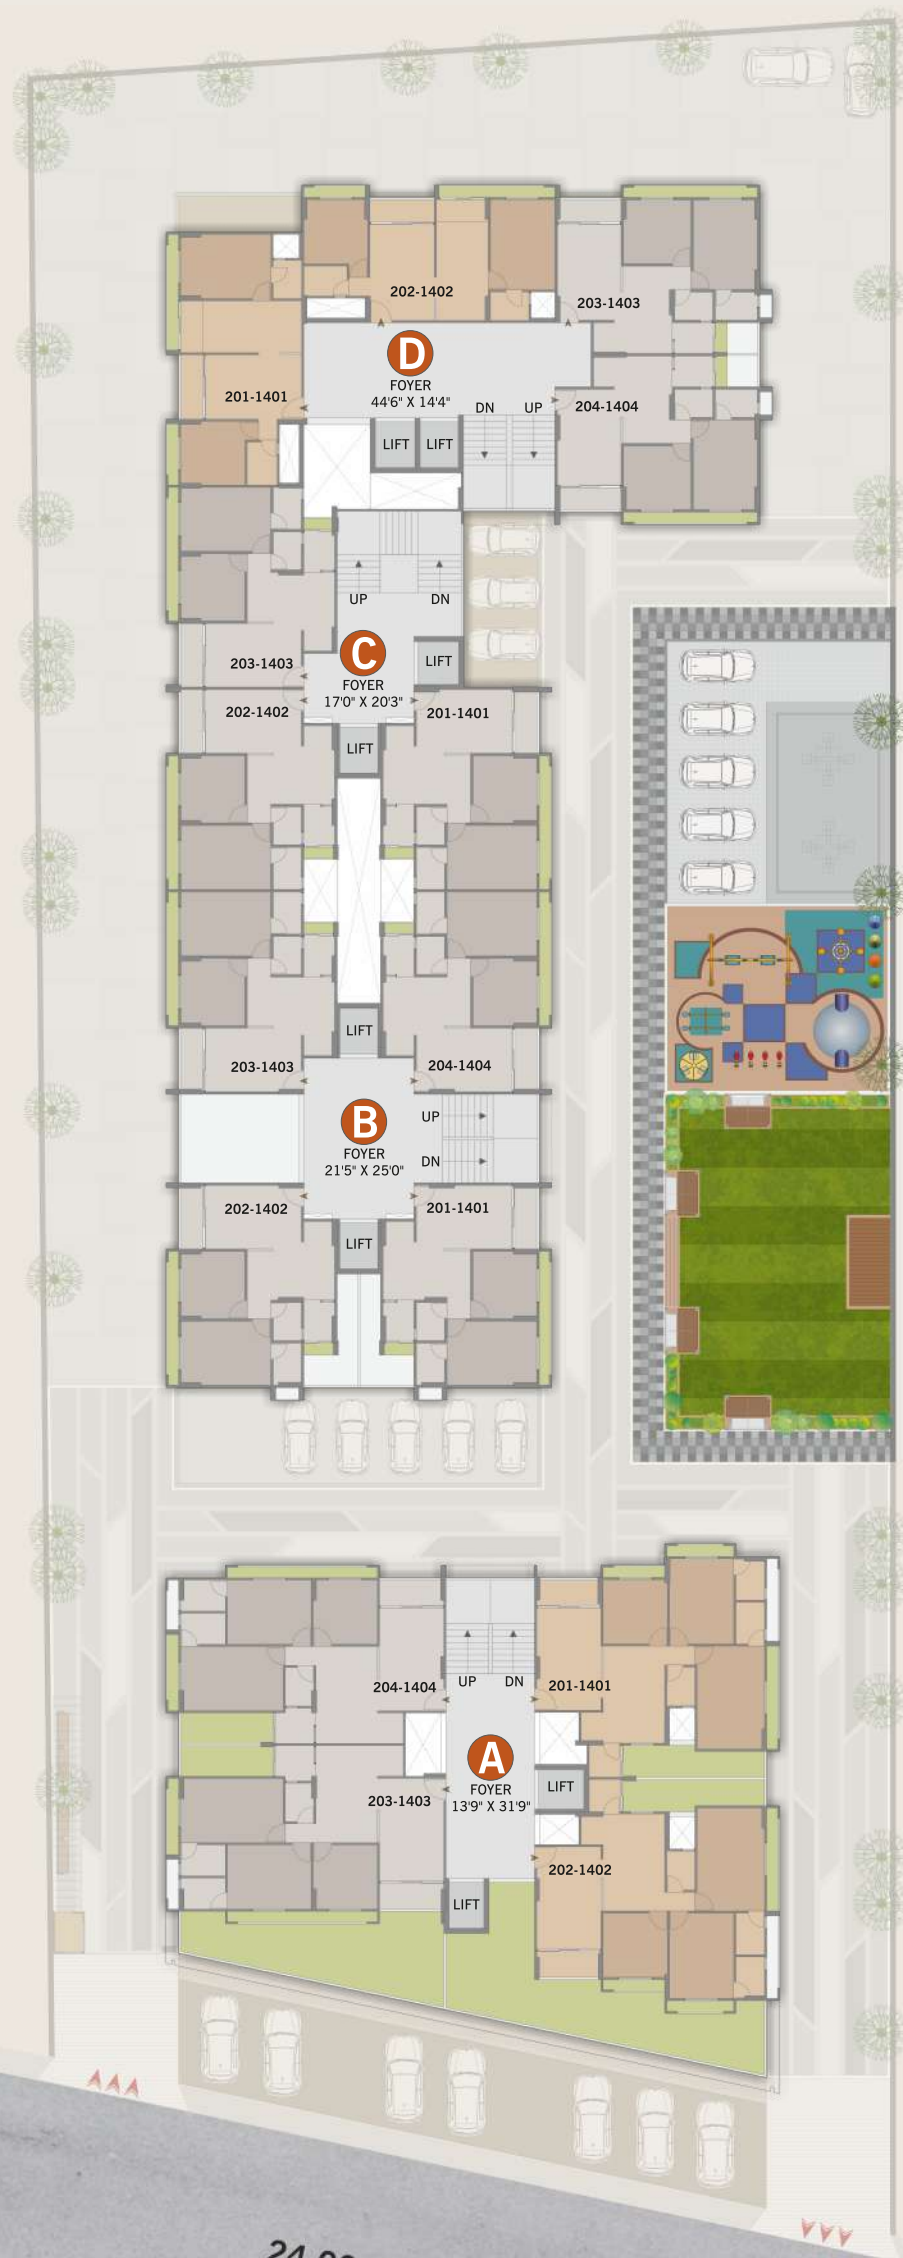 202-1402
203-1403
D
FOYER
44'6" X 14'4"
201-1401
DN
UP
204-1404
LIFT
LIFT
UP
DN
C
FOYER
17'0" X 20'3"
203-1403
LIFT
202-1402
201-1401
LIFT
LIFT
203-1403
204-1404
B
FOYER
21'5" X 25'0"
UP
DN
202-1402
201-1401
LIFT
204-1404
UP
DN
201-1401
A
FOYER
13'9" X 31'9"
LIFT
203-1403
202-1402
LIFT